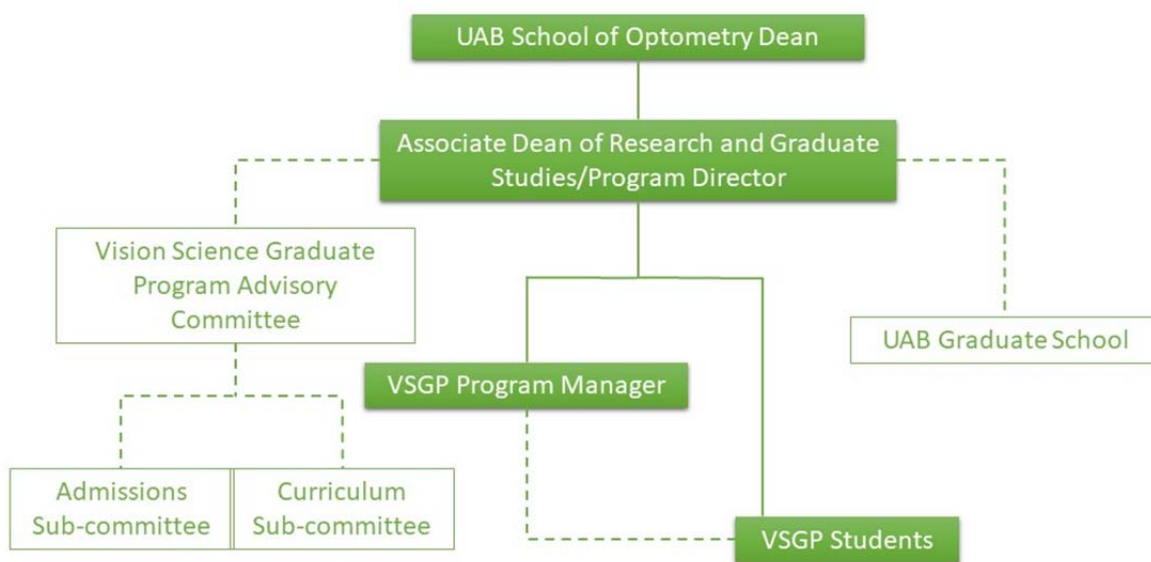 UAB School of Optometry Dean
Associate Dean of Research and Graduate
Studies/Program Director
Vision Science Graduate
Program Advisory
Committee
UAB Graduate School
VSGP Program Manager
Admissions
Sub-committee
Curriculum
Sub-committee
VSGP Students